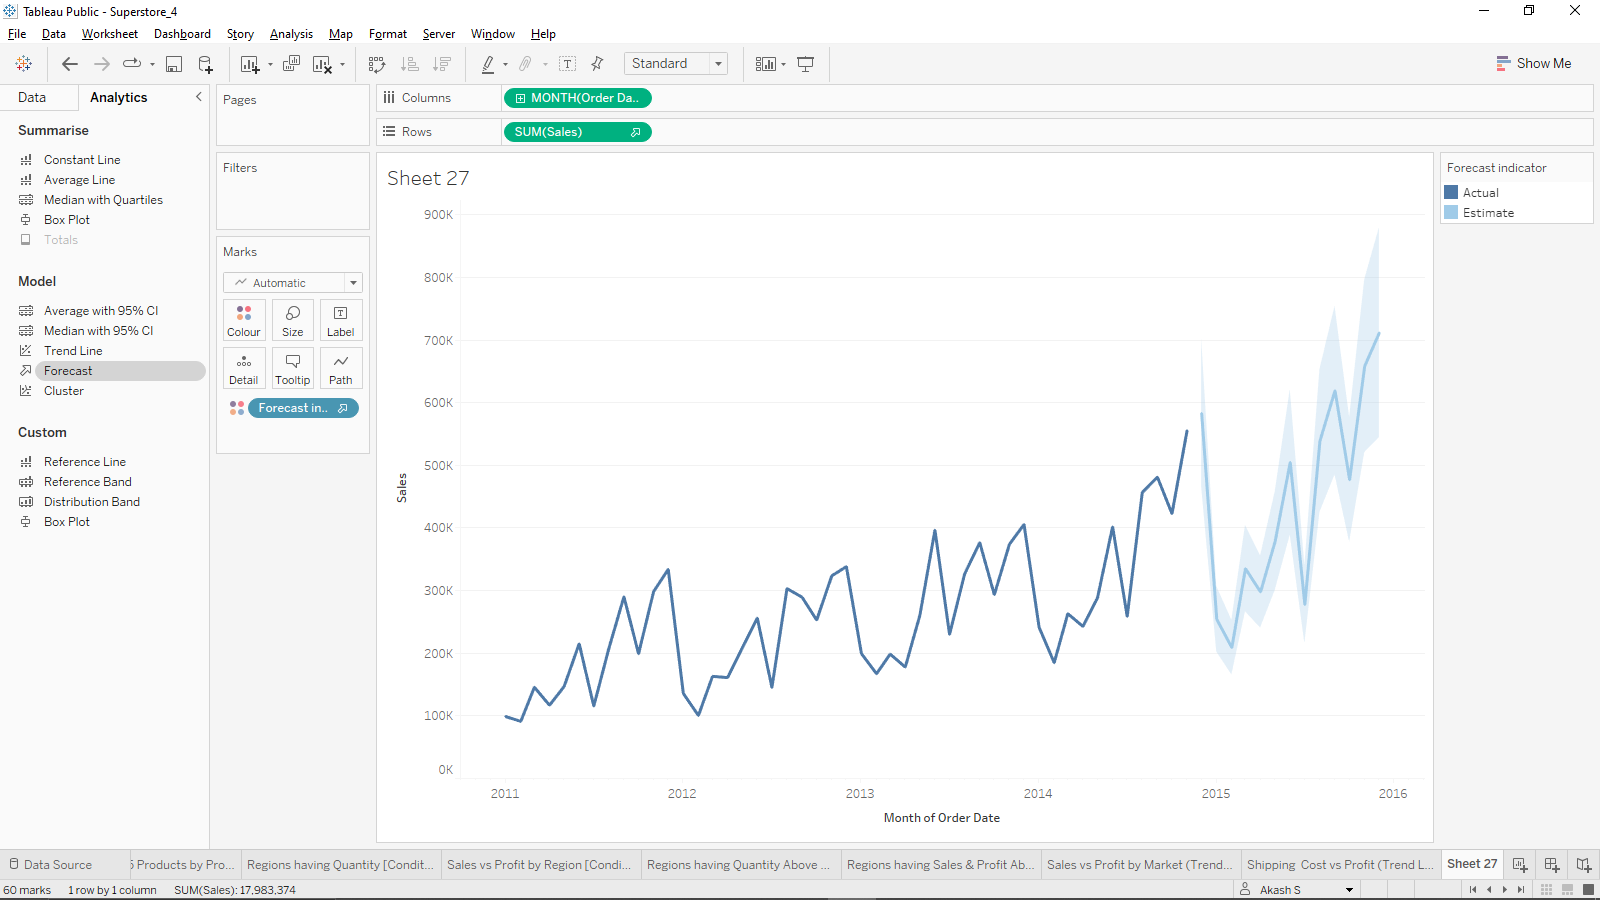 Tableau Public - Superstore_4
File Data Worksheet Dashboard Story Analysis Map Format Server Window Help
Standard
Show Me
Data Analytics
Summarise
Constant Line
Average Line
Median with Quartiles
Box Plot
Totals
Model
Average with 95% CI
Median with 95% CI
Trend Line
Forecast
Cluster
Custom
Reference Line
Reference Band
Distribution Band
Box Plot
Pages
Filters
Marks
Automatic
Colour Size Label
Detail Tooltip Path
Forecast in..
Columns MONTH(Order Da..
Rows SUM(Sales)
Sheet 27
900K
800K
700K
600K
500K
400K
300K
200K
100K
0K
Sales
2011 2012 2013 2014 2015 2016
Month of Order Date
Forecast indicator
Actual
Estimate
Data Source 5 Products by Pro... Regions having Quantity [Condit... Sales vs Profit by Region [Condi... Regions having Quantity Above ... Regions having Sales & Profit Ab... Sales vs Profit by Market (Trend... Shipping Cost vs Profit (Trend L... Sheet 27
60 marks 1 row by 1 column SUM(Sales): 17,983,374 Akash S